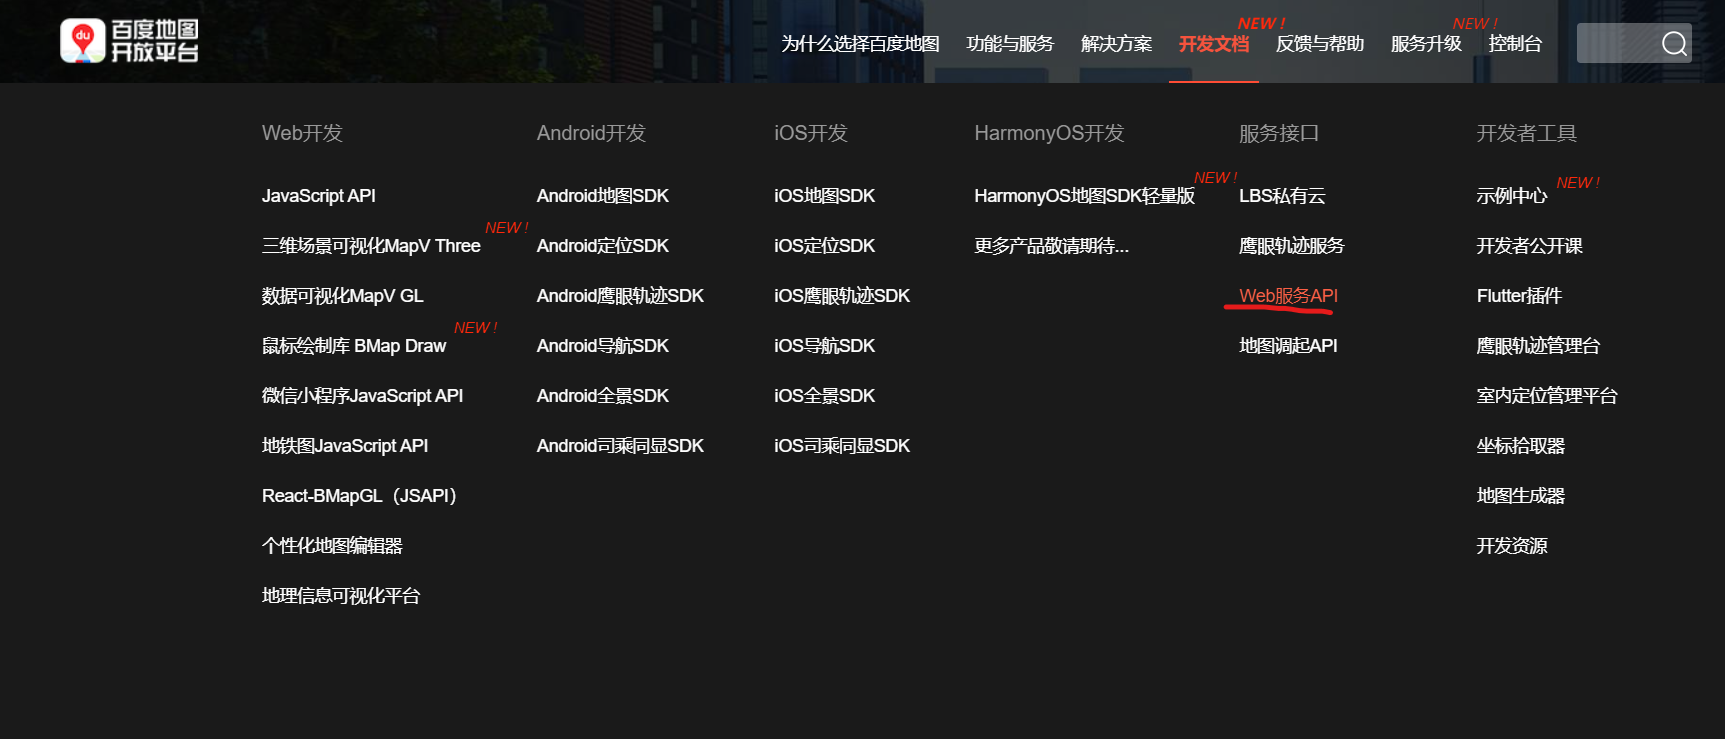 du 百度地图
开放平台
为什么选择百度地图 功能与服务 解决方案 开发文档 NEW! 反馈与帮助 服务升级 NEW! 控制台
Web开发
JavaScript API
三维场景可视化MapV Three NEW!
数据可视化MapV GL
鼠标绘制库 BMap Draw NEW!
微信小程序JavaScript API
地铁图JavaScript API
React-BMapGL（JSAPI）
个性化地图编辑器
地理信息可视化平台
Android开发
Android地图SDK
Android定位SDK
Android鹰眼轨迹SDK
Android导航SDK
Android全景SDK
Android司乘同显SDK
iOS开发
iOS地图SDK
iOS定位SDK
iOS鹰眼轨迹SDK
iOS导航SDK
iOS全景SDK
iOS司乘同显SDK
HarmonyOS开发
HarmonyOS地图SDK轻量版 NEW!
更多产品敬请期待...
服务接口
LBS私有云
鹰眼轨迹服务
Web服务API
地图调起API
开发者工具
示例中心 NEW!
开发者公开课
Flutter插件
鹰眼轨迹管理台
室内定位管理平台
坐标拾取器
地图生成器
开发资源